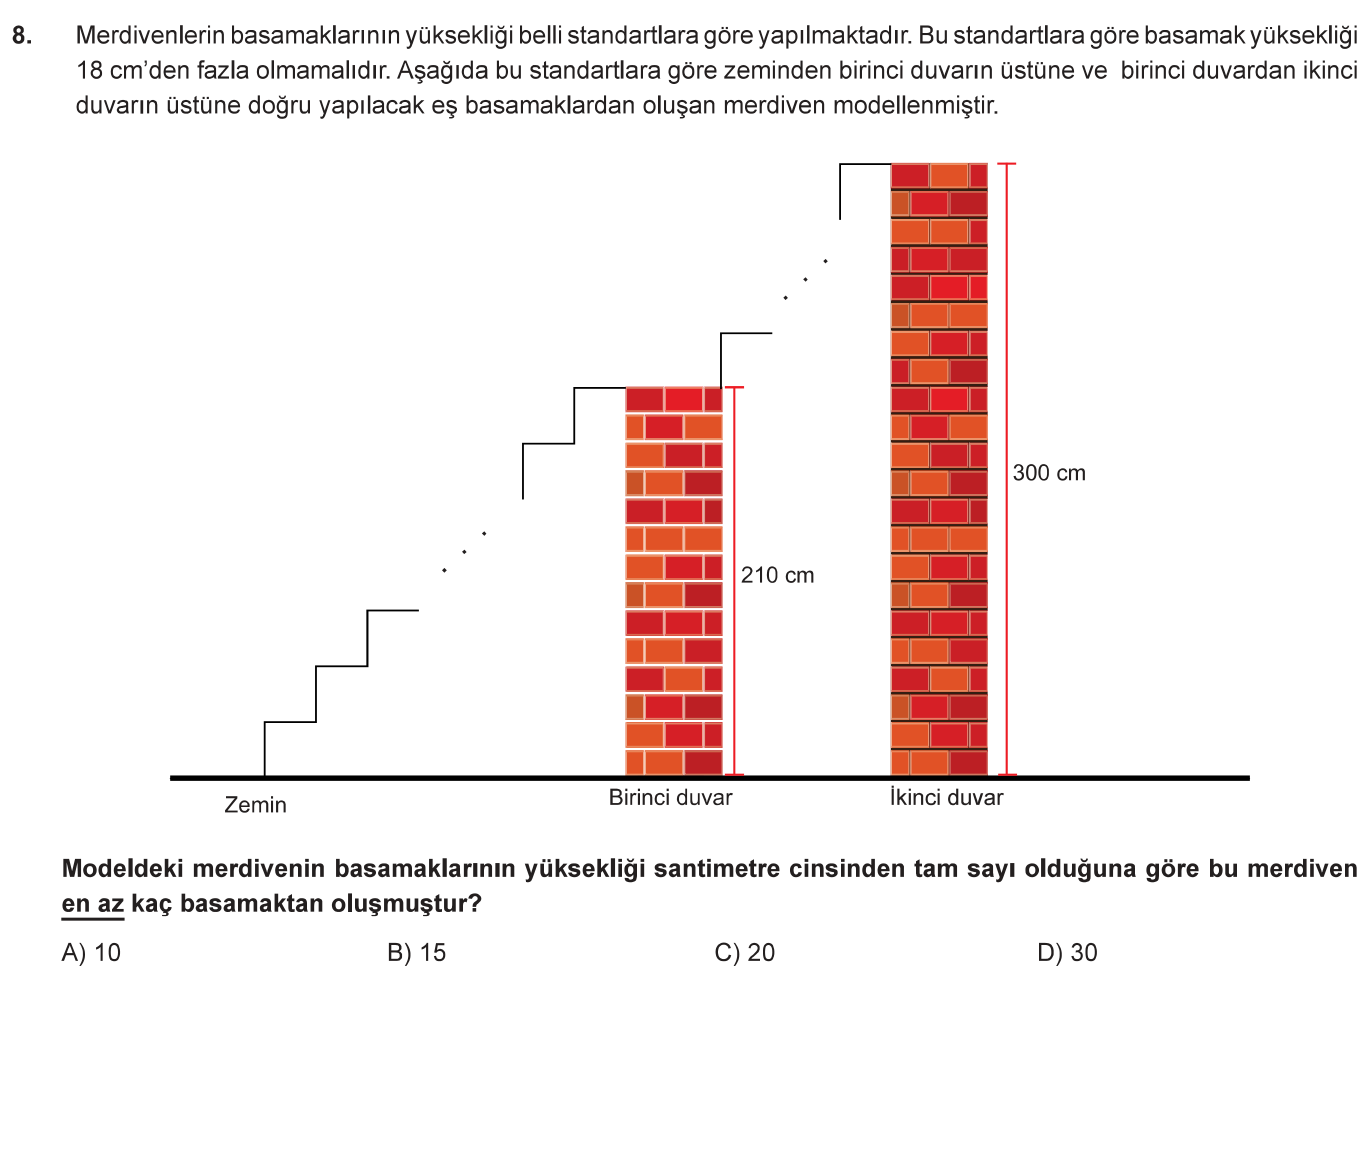 8. Merdivenlerin basamaklarının yüksekliği belli standartlara göre yapılmaktadır. Bu standartlara göre basamak yüksekliği
18 cm’den fazla olmamalıdır. Aşağıda bu standartlara göre zeminden birinci duvarın üstüne ve birinci duvardan ikinci
duvarın üstüne doğru yapılacak eş basamaklardan oluşan merdiven modellenmiştir.
300 cm
210 cm
Zemin
Birinci duvar
İkinci duvar
Modeldeki merdivenin basamaklarının yüksekliği santimetre cinsinden tam sayı olduğuna göre bu merdiven
en az kaç basamaktan oluşmuştur?
A) 10 B) 15 C) 20 D) 30